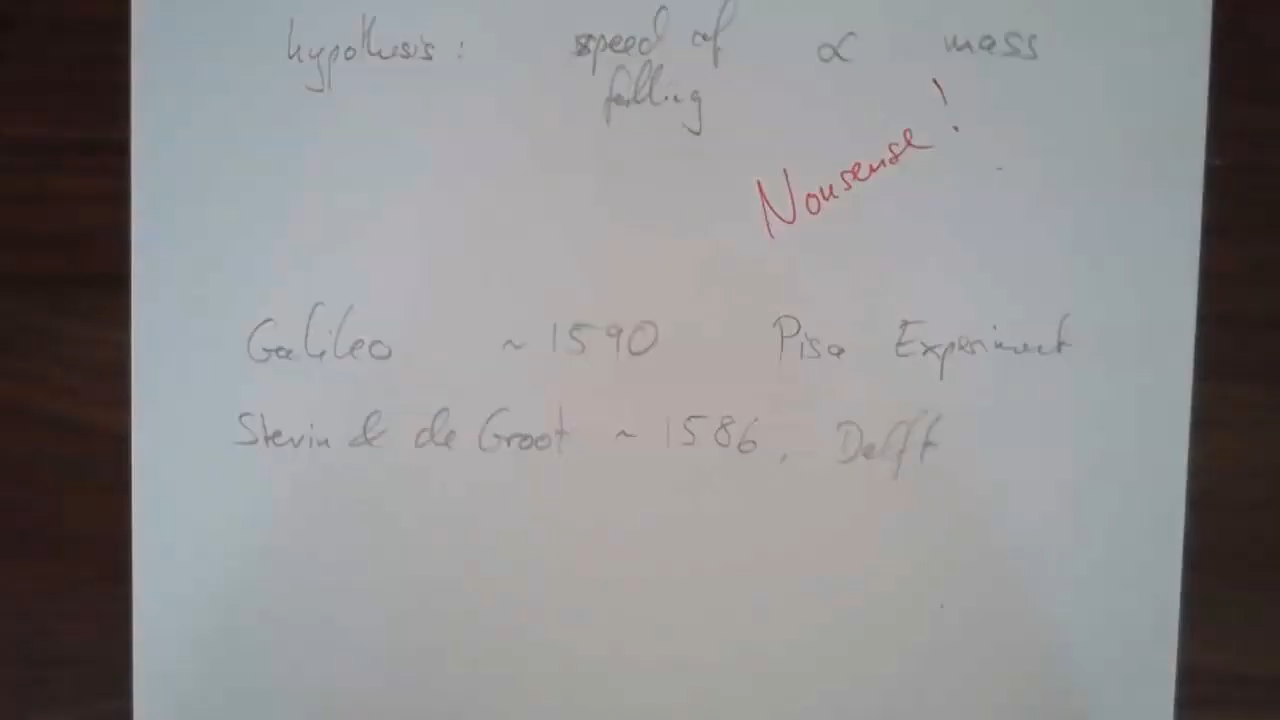 hypothesis: speed of ∝ mass
falling
Nonsense!
Galileo ~ 1590 Pisa Experiment
Stevin & de Groot ~ 1586, Delft